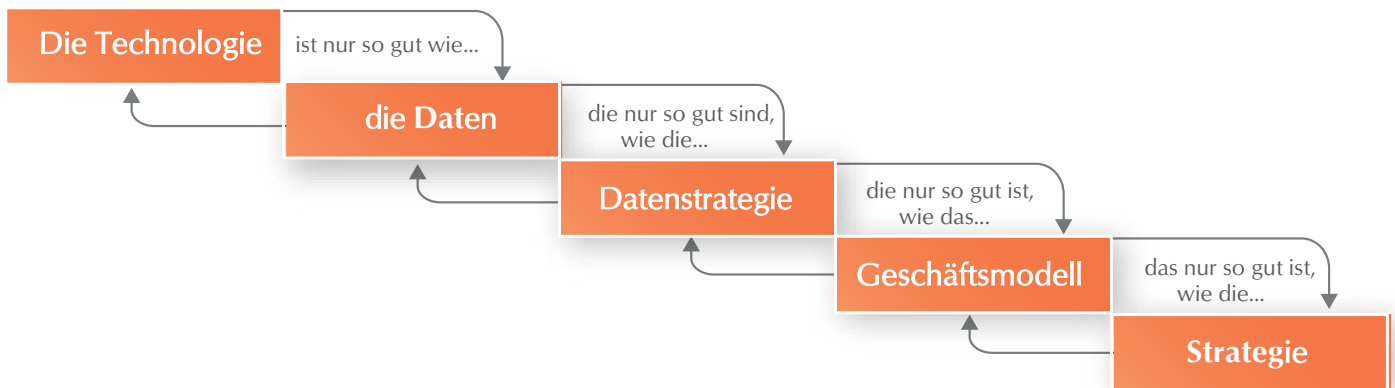 Die Technologie
ist nur so gut wie...
die Daten
die nur so gut sind,
wie die...
Datenstrategie
die nur so gut ist,
wie das...
Geschäftsmodell
das nur so gut ist,
wie die...
Strategie